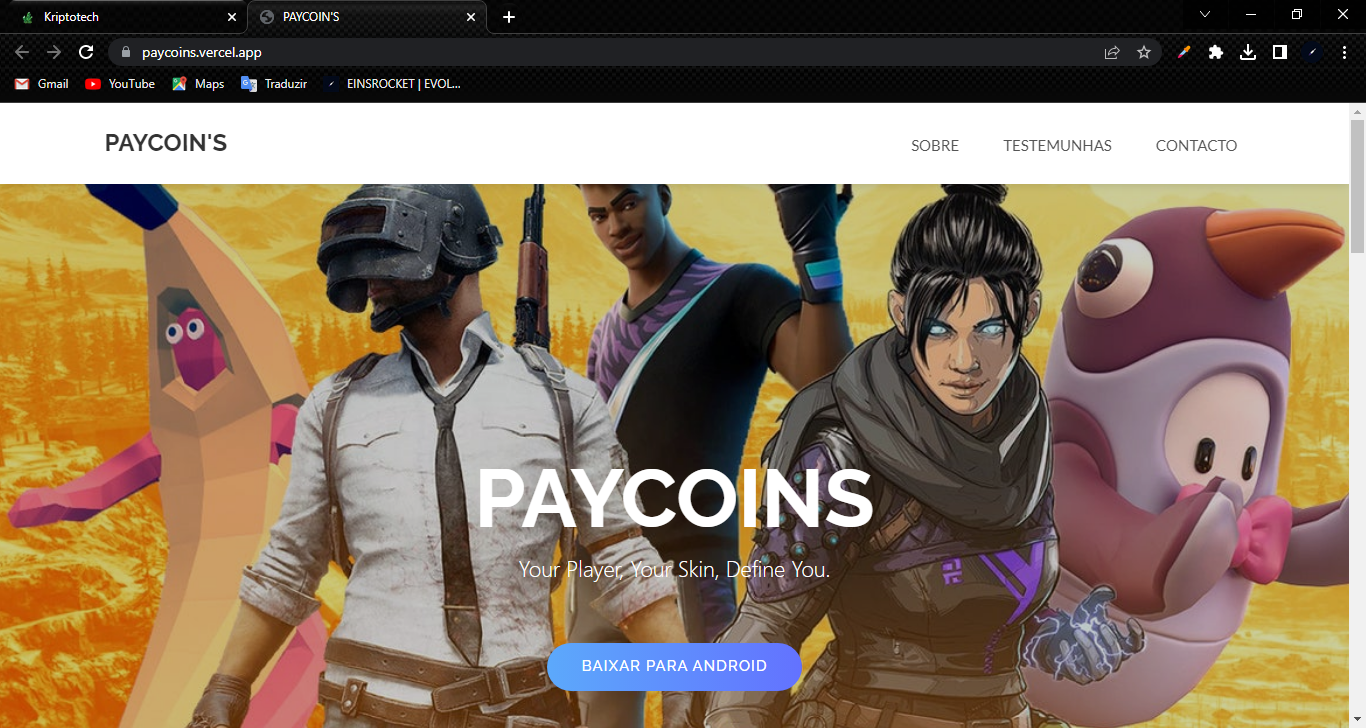 Kriptotech
PAYCOIN'S
paycoins.vercel.app
Gmail
YouTube
Maps
Traduzir
EINSROCKET | EVOL...
PAYCOIN'S
SOBRE
TESTEMUNHAS
CONTACTO
PAYCOINS
Your Player, Your Skin, Define You.
BAIXAR PARA ANDROID